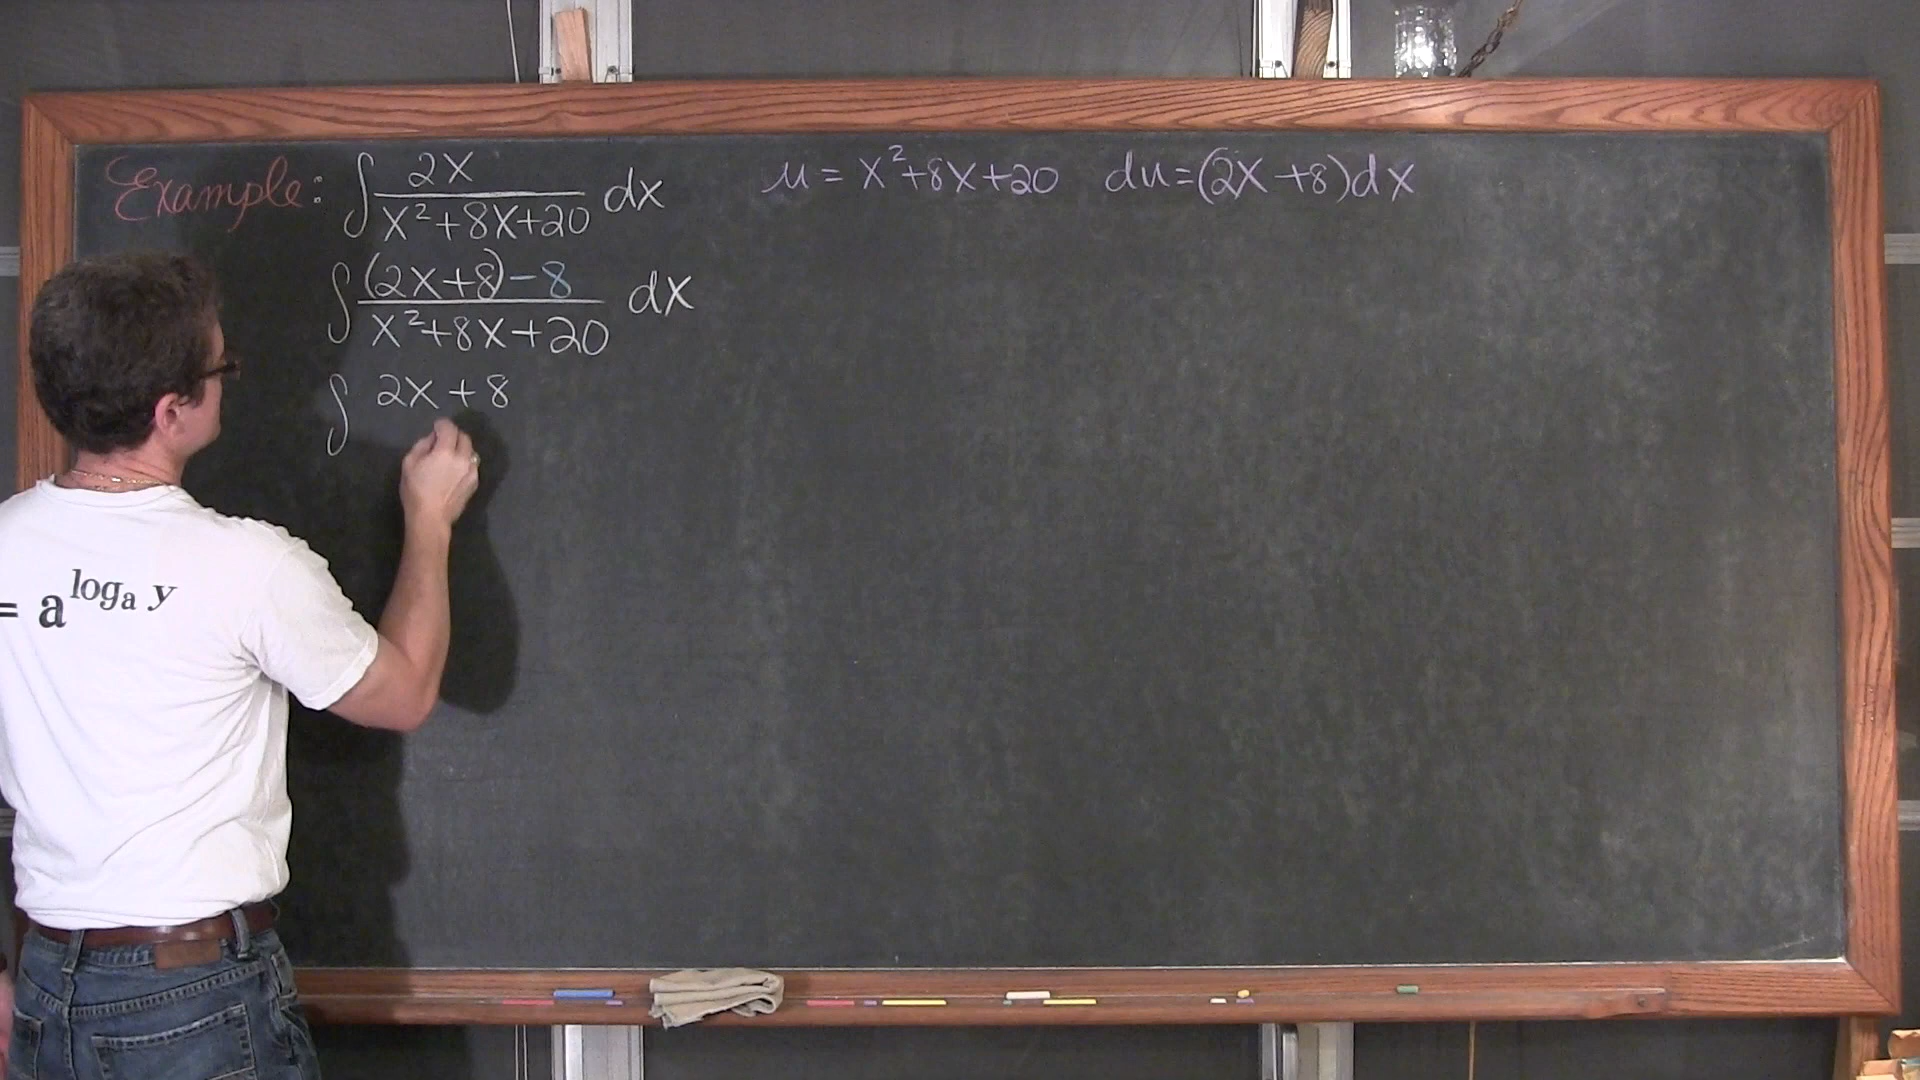 Example: ∫ 2x / (x²+8x+20) dx
u = x²+8x+20 du=(2x+8)dx
∫ ((2x+8)-8) / (x²+8x+20) dx
∫ 2x+8
= a^(logₐ y)